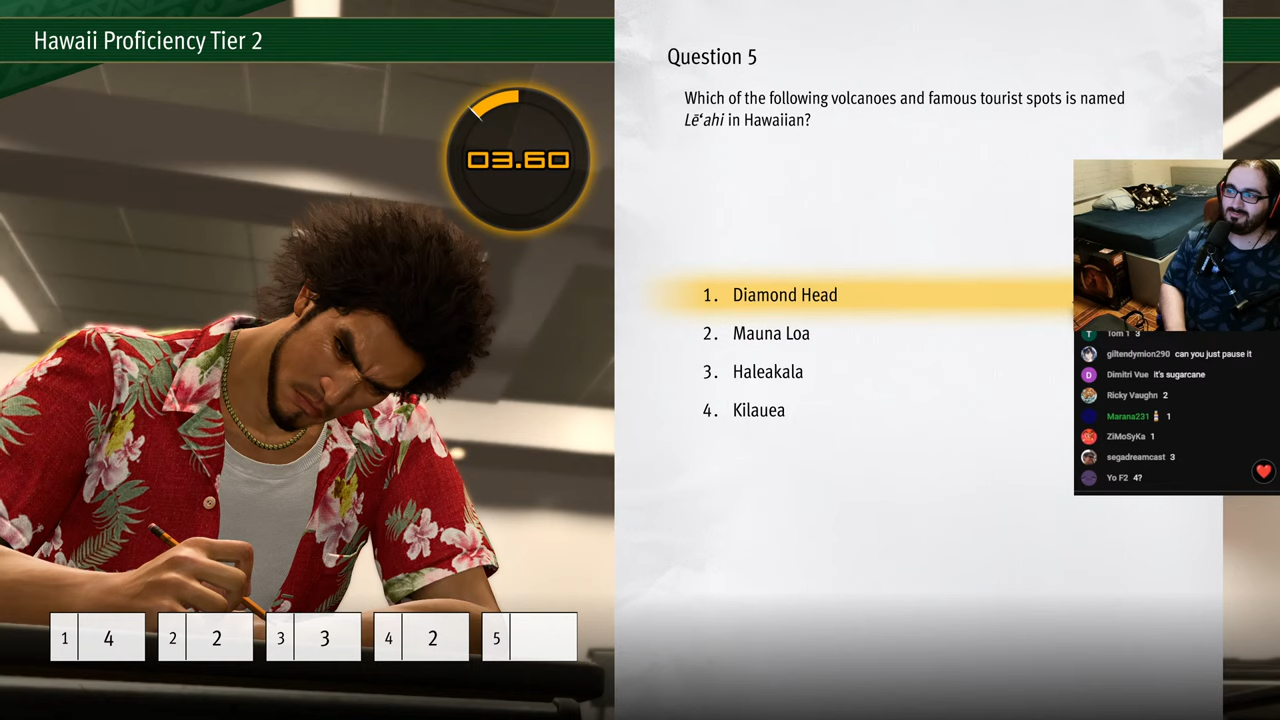 Hawaii Proficiency Tier 2
03.60
Question 5
Which of the following volcanoes and famous tourist spots is named
Lēʻahi in Hawaiian?
1. Diamond Head
2. Mauna Loa
3. Haleakala
4. Kilauea
T Tom T 3
giltendymion290 can you just pause it
D Dimitri Vue it's sugarcane
Ricky Vaughn 2
Marana231 1
ZiMoSyKa 1
segadreamcast 3
Yo F2 4?
1 4 2 2 3 3 4 2 5